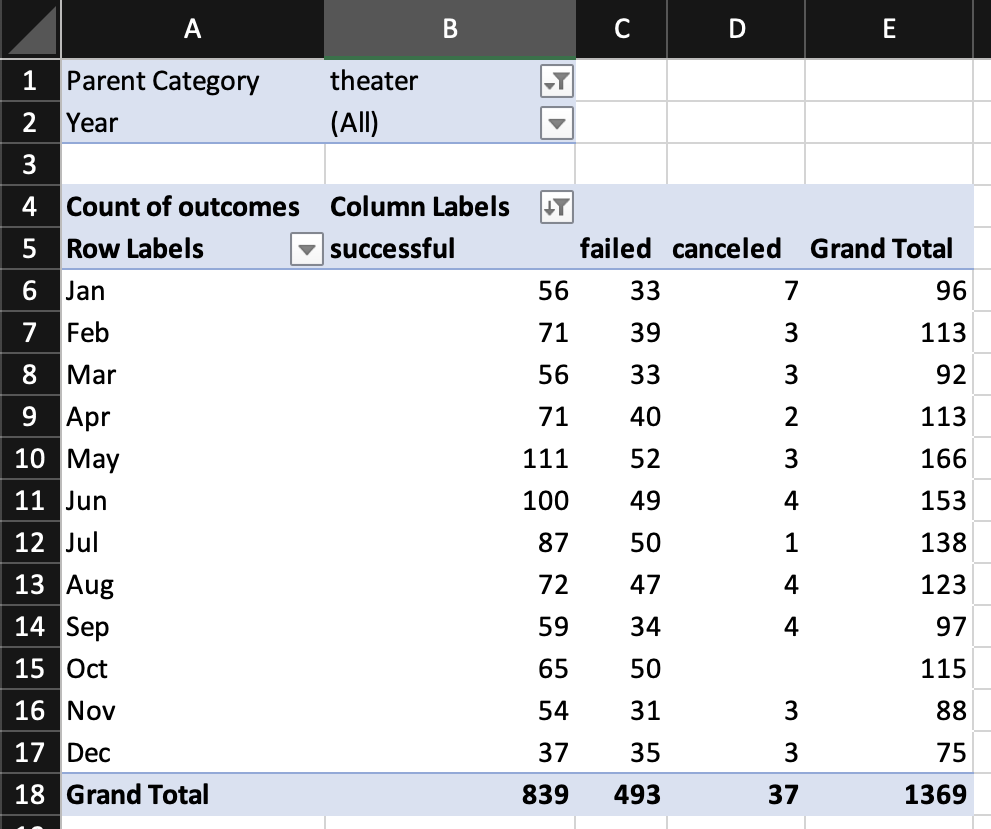 A B C D E
1 Parent Category theater
2 Year (All)
3
4 Count of outcomes Column Labels
5 Row Labels successful failed canceled Grand Total
6 Jan 56 33 7 96
7 Feb 71 39 3 113
8 Mar 56 33 3 92
9 Apr 71 40 2 113
10 May 111 52 3 166
11 Jun 100 49 4 153
12 Jul 87 50 1 138
13 Aug 72 47 4 123
14 Sep 59 34 4 97
15 Oct 65 50 115
16 Nov 54 31 3 88
17 Dec 37 35 3 75
18 Grand Total 839 493 37 1369